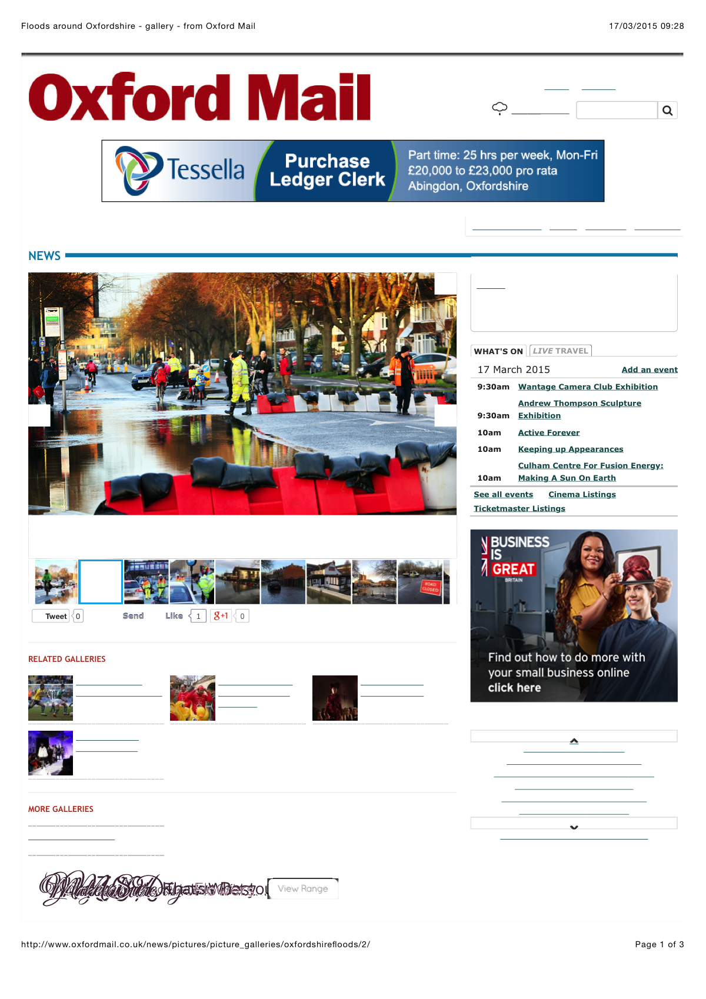 Floods around Oxfordshire - gallery - from Oxford Mail
17/03/2015 09:28
Oxford Mail
Tessella
Purchase
Ledger Clerk
Part time: 25 hrs per week, Mon-Fri
£20,000 to £23,000 pro rata
Abingdon, Oxfordshire
NEWS
WHAT'S ON
LIVE TRAVEL
17 March 2015
Add an event
9:30am
Wantage Camera Club Exhibition
Andrew Thompson Sculpture
9:30am
Exhibition
10am
Active Forever
10am
Keeping up Appearances
Culham Centre For Fusion Energy:
10am
Making A Sun On Earth
See all events
Cinema Listings
Ticketmaster Listings
BUSINESS
IS
GREAT
BRITAIN
Find out how to do more with
your small business online
click here
ROAD
CLOSED
Tweet
0
Send
Like
1
g+1
0
RELATED GALLERIES
MORE GALLERIES
View Range
http://www.oxfordmail.co.uk/news/pictures/picture_galleries/oxfordshirefloods/2/
Page 1 of 3